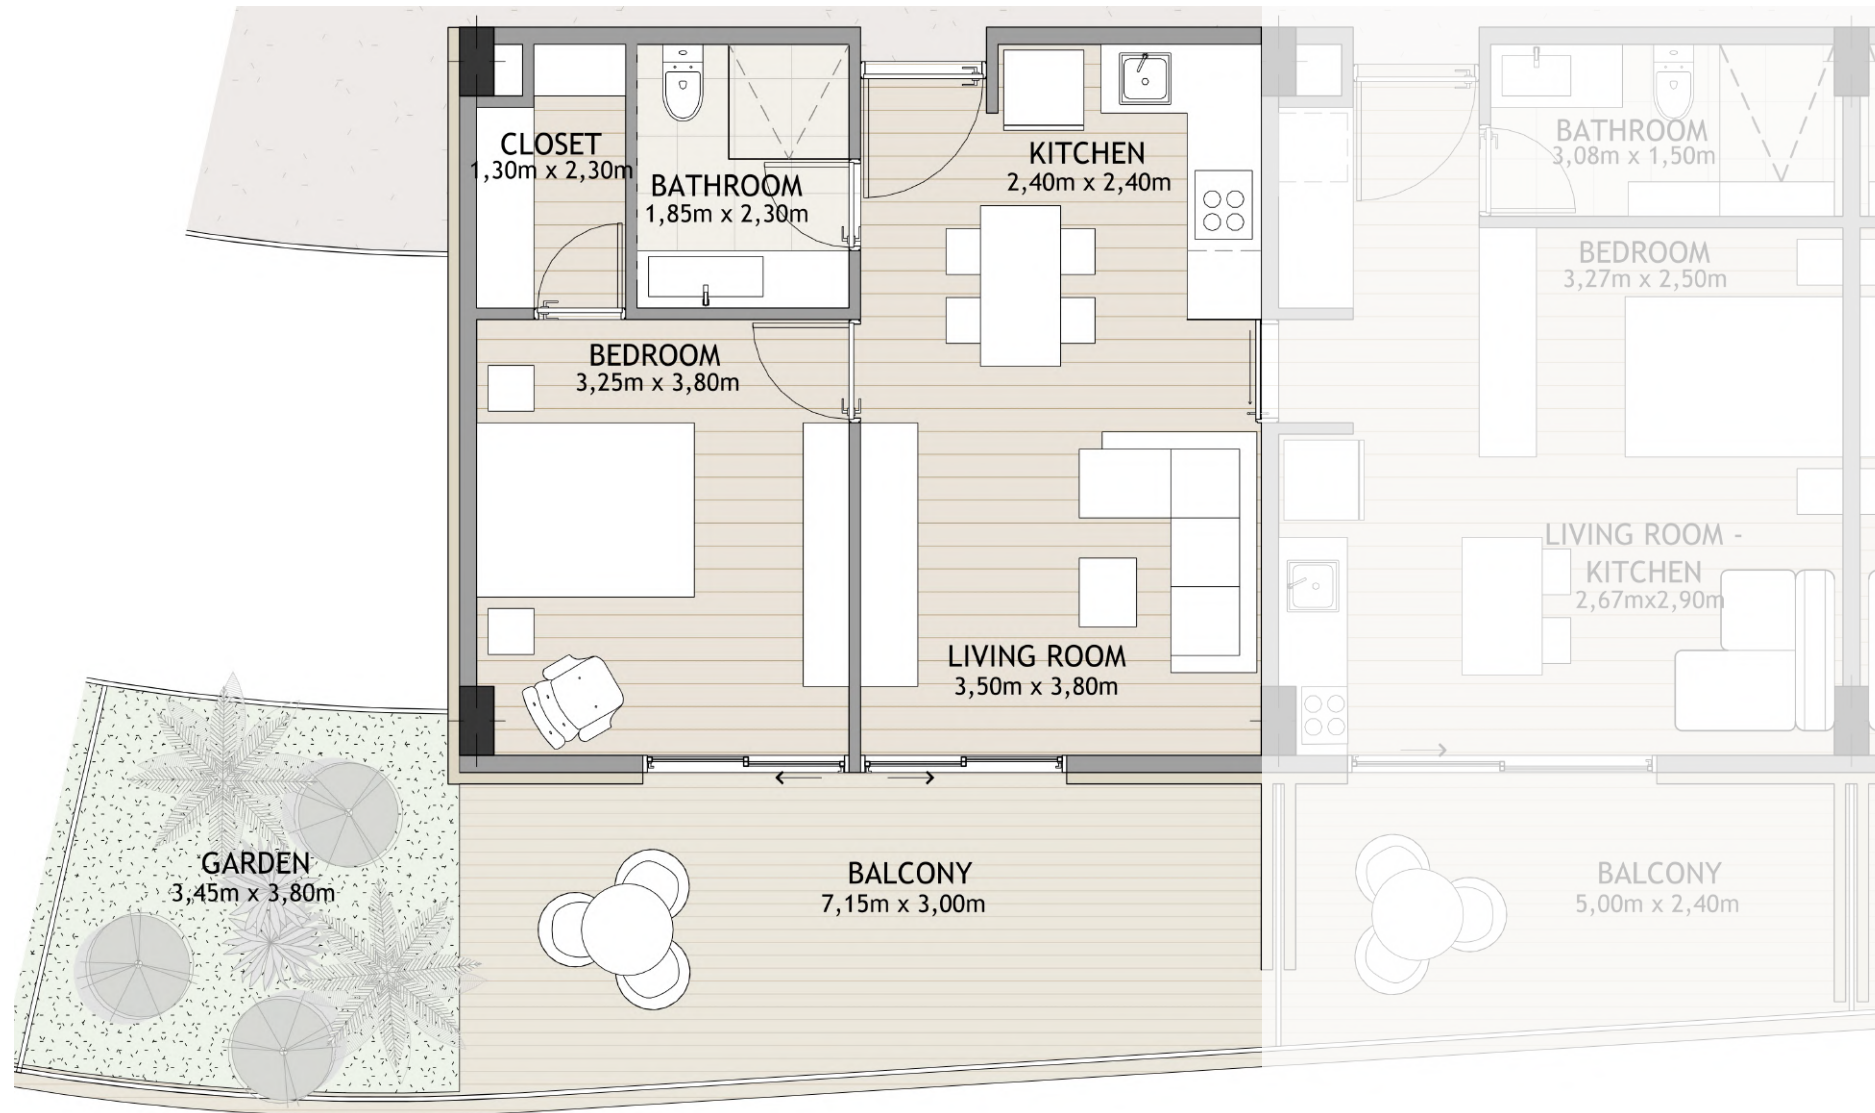 CLOSET
1,30m x 2,30m
BATHROOM
1,85m x 2,30m
KITCHEN
2,40m x 2,40m
BATHROOM
3,08m x 1,50m
BEDROOM
3,27m x 2,50m
BEDROOM
3,25m x 3,80m
LIVING ROOM -
KITCHEN
2,67mx2,90m
LIVING ROOM
3,50m x 3,80m
GARDEN
3,45m x 3,80m
BALCONY
7,15m x 3,00m
BALCONY
5,00m x 2,40m